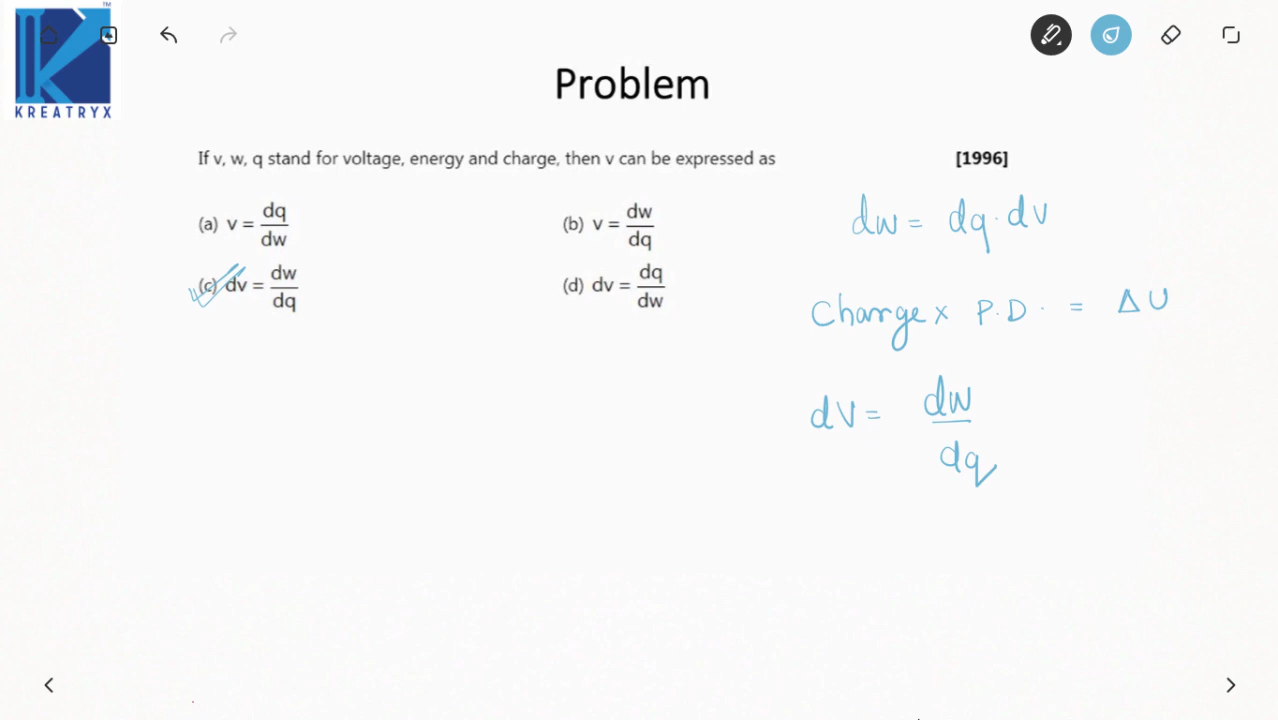 TM
KREATRYX
Problem
If v, w, q stand for voltage, energy and charge, then v can be expressed as [1996]
(a) v = dq/dw
(b) v = dw/dq
(c) dv = dw/dq
(d) dv = dq/dw
dw = dq · dv
Charge × P.D. = ΔU
dV = dw/dq